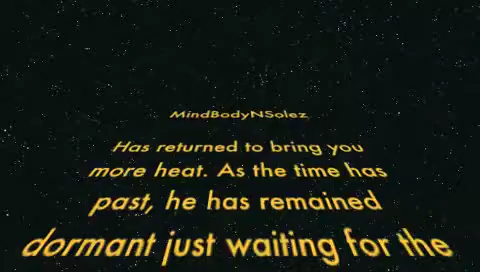 MindBodyNSolez
Has returned to bring you
more heat. As the time has
past, he has remained
dormant just waiting for the